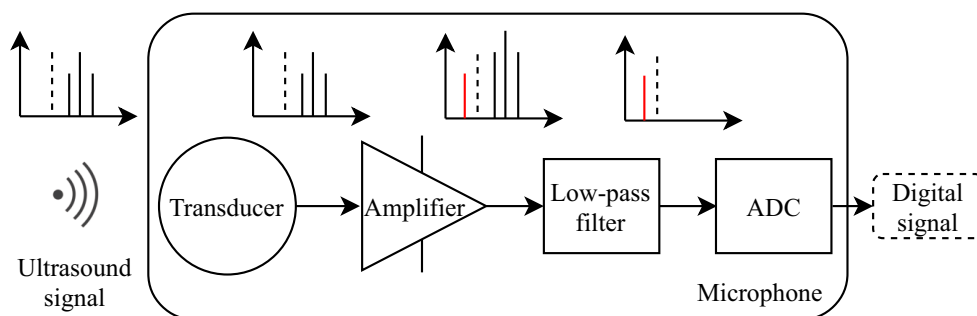 Transducer
Amplifier
Low-pass
filter
ADC
Digital
signal
Ultrasound
signal
Microphone